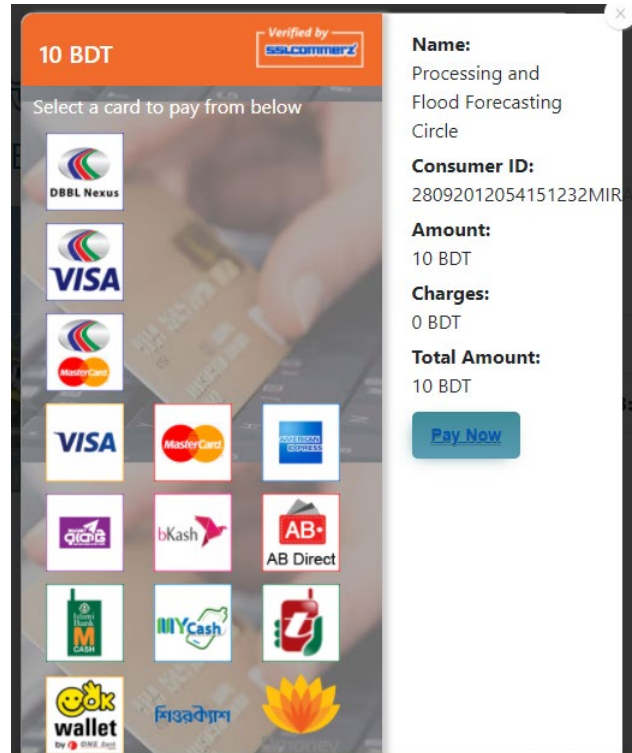 10 BDT
Verified by
SSLCOMMERZ
Select a card to pay from below
DBBL Nexus
VISA
MasterCard
VISA
MasterCard
AMERICAN EXPRESS
রকেট
bKash
AB
AB Direct
Islami
Bank
M
CASH
MYCash
OK
wallet
by ONE Bank
শিওরক্যাশ
Name:
Processing and
Flood Forecasting
Circle
Consumer ID:
28092012054151232MIRA
Amount:
10 BDT
Charges:
0 BDT
Total Amount:
10 BDT
Pay Now